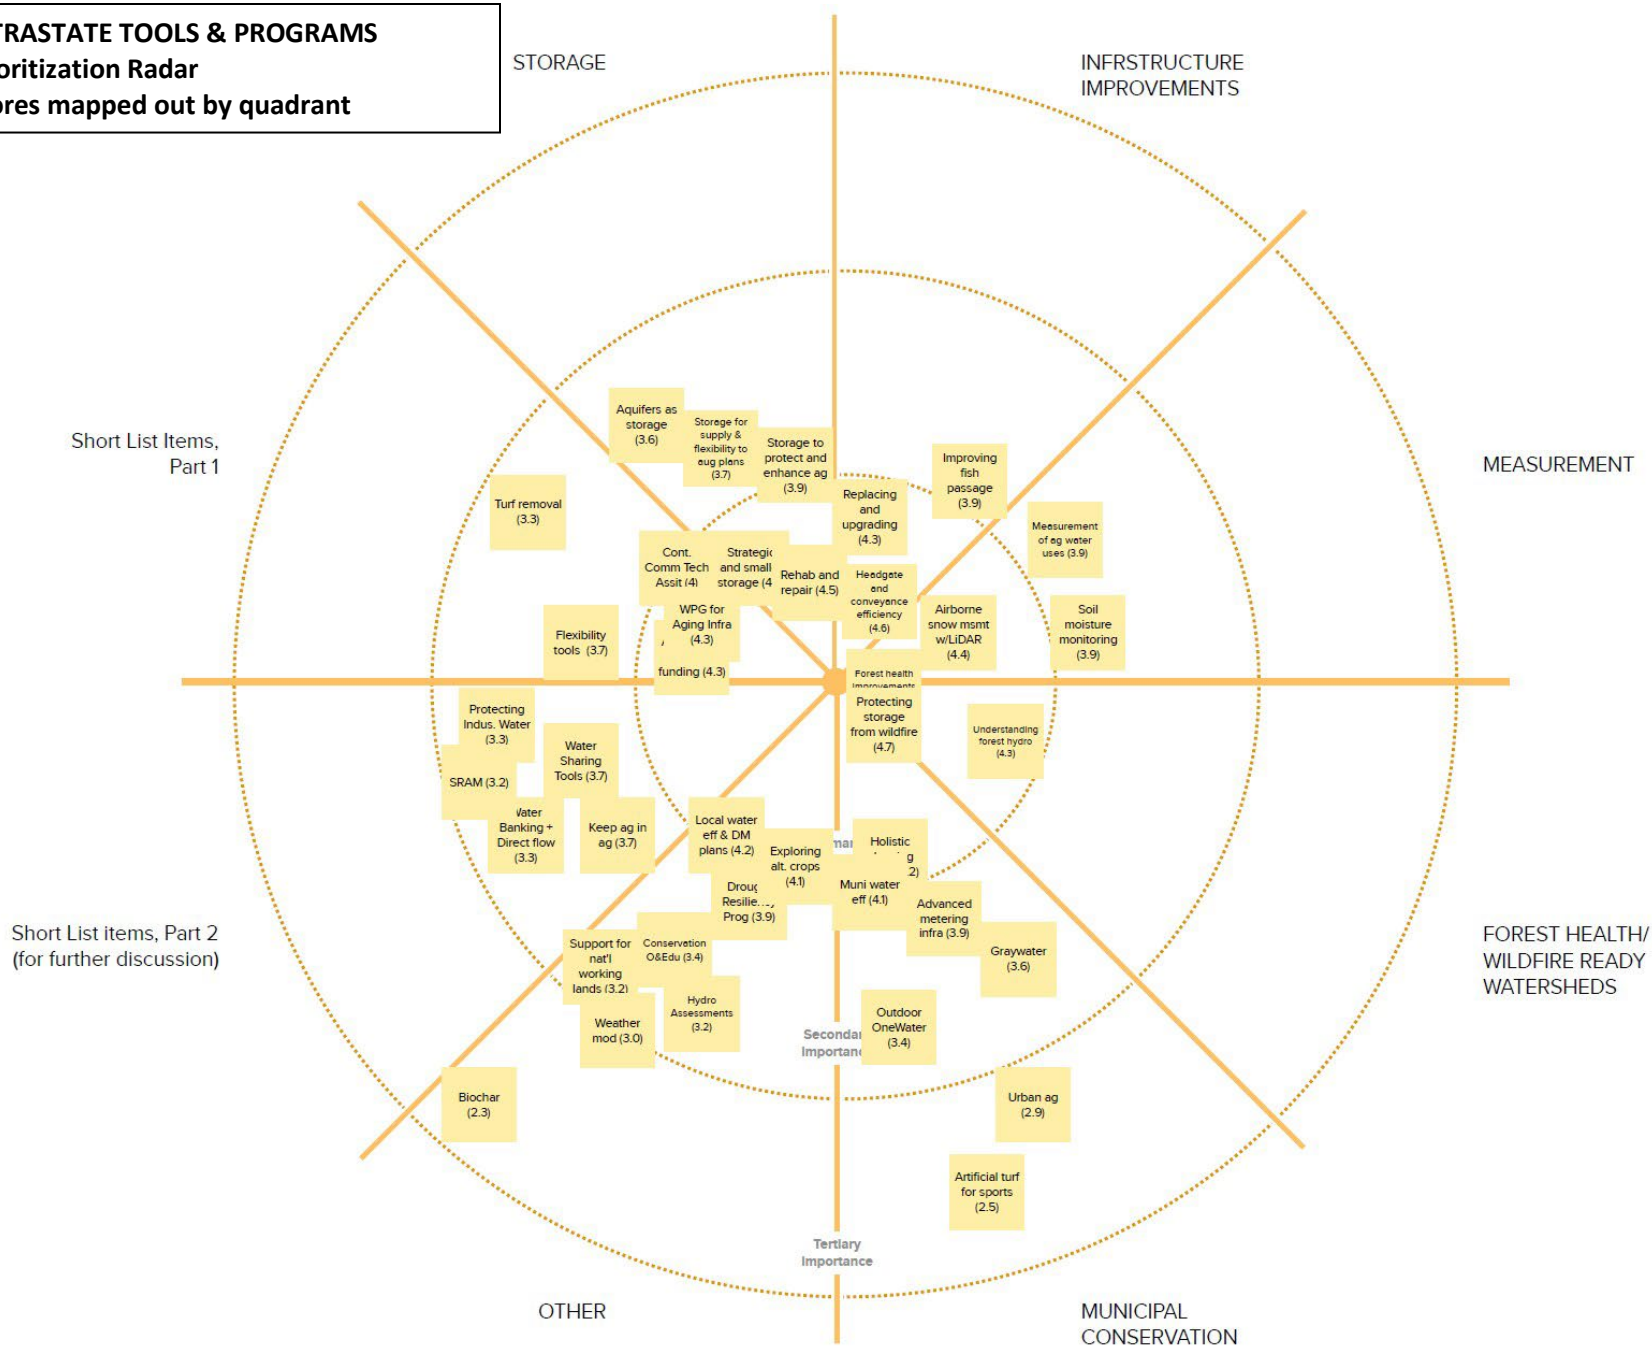 TRASTATE TOOLS & PROGRAMS
oritization Radar
ores mapped out by quadrant
STORAGE
INFRSTRUCTURE
IMPROVEMENTS
Short List Items,
Part 1
MEASUREMENT
Aquifers as
storage
(3.6)
Storage for
supply &
flexibility to
aug plans
(3.7)
Storage to
protect and
enhance ag
(3.9)
Improving
fish
passage
(3.9)
Replacing
and
upgrading
(4.3)
Turf removal
(3.3)
Measurement
of ag water
uses (3.9)
Cont.
Comm Tech
Assit (4)
Strategic
and small
storage (4
Rehab and
repair (4.5)
Headgate
and
conveyance
efficiency
(4.6)
Airborne
snow msmt
w/LiDAR
(4.4)
Soil
moisture
monitoring
(3.9)
WPG for
Aging Infra
(4.3)
funding (4.3)
Flexibility
tools (3.7)
Forest health
improvements
Protecting
storage
from wildfire
(4.7)
Understanding
forest hydro
(4.3)
Protecting
Indus. Water
(3.3)
SRAM (3.2)
Water
Sharing
Tools (3.7)
Water
Banking +
Direct flow
(3.3)
Keep ag in
ag (3.7)
Local water
eff & DM
plans (4.2)
Exploring
alt. crops
(4.1)
Holistic
g
2)
Muni water
eff (4.1)
Droug
Resiliency
Prog (3.9)
Advanced
metering
infra (3.9)
Graywater
(3.6)
Short List items, Part 2
(for further discussion)
FOREST HEALTH/
WILDFIRE READY
WATERSHEDS
Support for
nat'l
working
lands (3.2)
Conservation
O&Edu (3.4)
Weather
mod (3.0)
Hydro
Assessments
(3.2)
Secondar
Importanc
Outdoor
OneWater
(3.4)
Biochar
(2.3)
Urban ag
(2.9)
Artificial turf
for sports
(2.5)
Tertiary
Importance
OTHER
MUNICIPAL
CONSERVATION